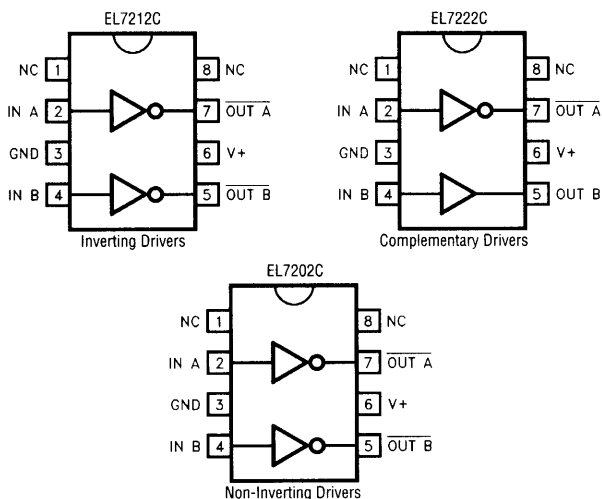 EL7212C
NC 1 8 NC
IN A 2 7 OUT A
GND 3 6 V+
IN B 4 5 OUT B
Inverting Drivers
EL7222C
NC 1 8 NC
IN A 2 7 OUT A
GND 3 6 V+
IN B 4 5 OUT B
Complementary Drivers
EL7202C
NC 1 8 NC
IN A 2 7 OUT A
GND 3 6 V+
IN B 4 5 OUT B
Non-Inverting Drivers